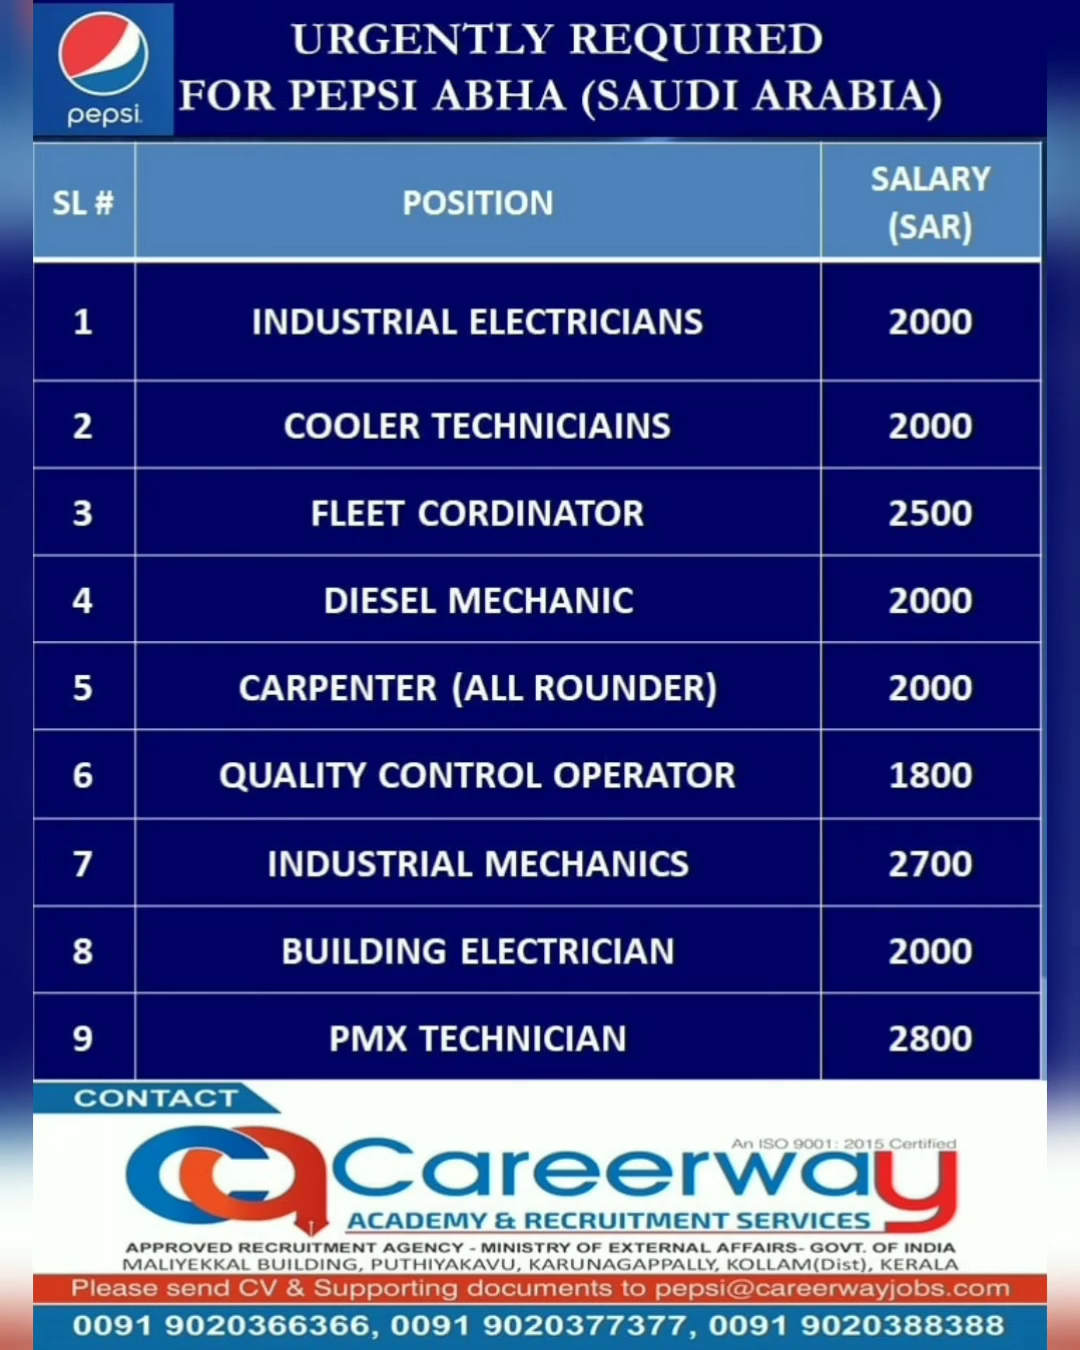 pepsi.
URGENTLY REQUIRED
FOR PEPSI ABHA (SAUDI ARABIA)
SL # POSITION SALARY (SAR)
1 INDUSTRIAL ELECTRICIANS 2000
2 COOLER TECHNICIAINS 2000
3 FLEET CORDINATOR 2500
4 DIESEL MECHANIC 2000
5 CARPENTER (ALL ROUNDER) 2000
6 QUALITY CONTROL OPERATOR 1800
7 INDUSTRIAL MECHANICS 2700
8 BUILDING ELECTRICIAN 2000
9 PMX TECHNICIAN 2800
CONTACT
An ISO 9001: 2015 Certified
Careerway
ACADEMY & RECRUITMENT SERVICES
APPROVED RECRUITMENT AGENCY - MINISTRY OF EXTERNAL AFFAIRS- GOVT. OF INDIA
MALIYEKKAL BUILDING, PUTHIYAKAVU, KARUNAGAPPALLY, KOLLAM(Dist), KERALA
Please send CV & Supporting documents to pepsi@careerwayjobs.com
0091 9020366366, 0091 9020377377, 0091 9020388388